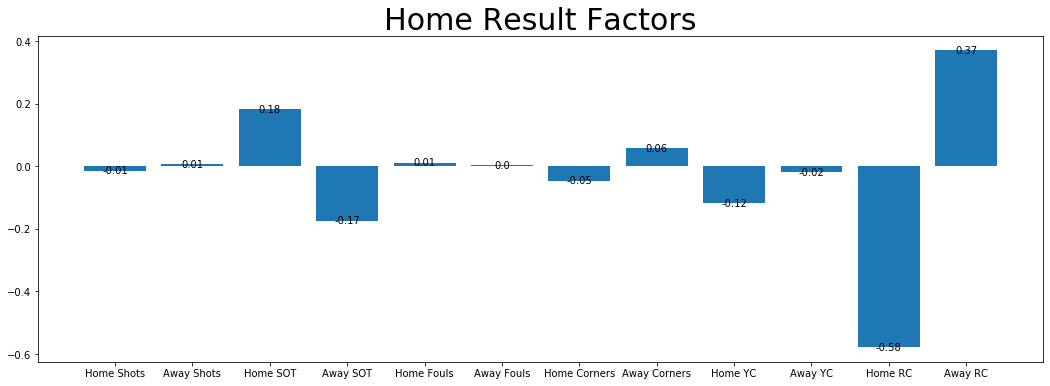 Home Result Factors
0.4
0.2
0.0
−0.2
−0.4
−0.6
-0.01
0.01
0.18
-0.17
0.01
0.0
-0.05
0.06
-0.12
-0.02
-0.58
0.37
Home Shots
Away Shots
Home SOT
Away SOT
Home Fouls
Away Fouls
Home Corners
Away Corners
Home YC
Away YC
Home RC
Away RC